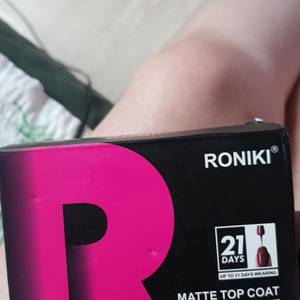 RONIKI®
21
DAYS
UP TO 21 DAYS WEARING
MATTE TOP COAT